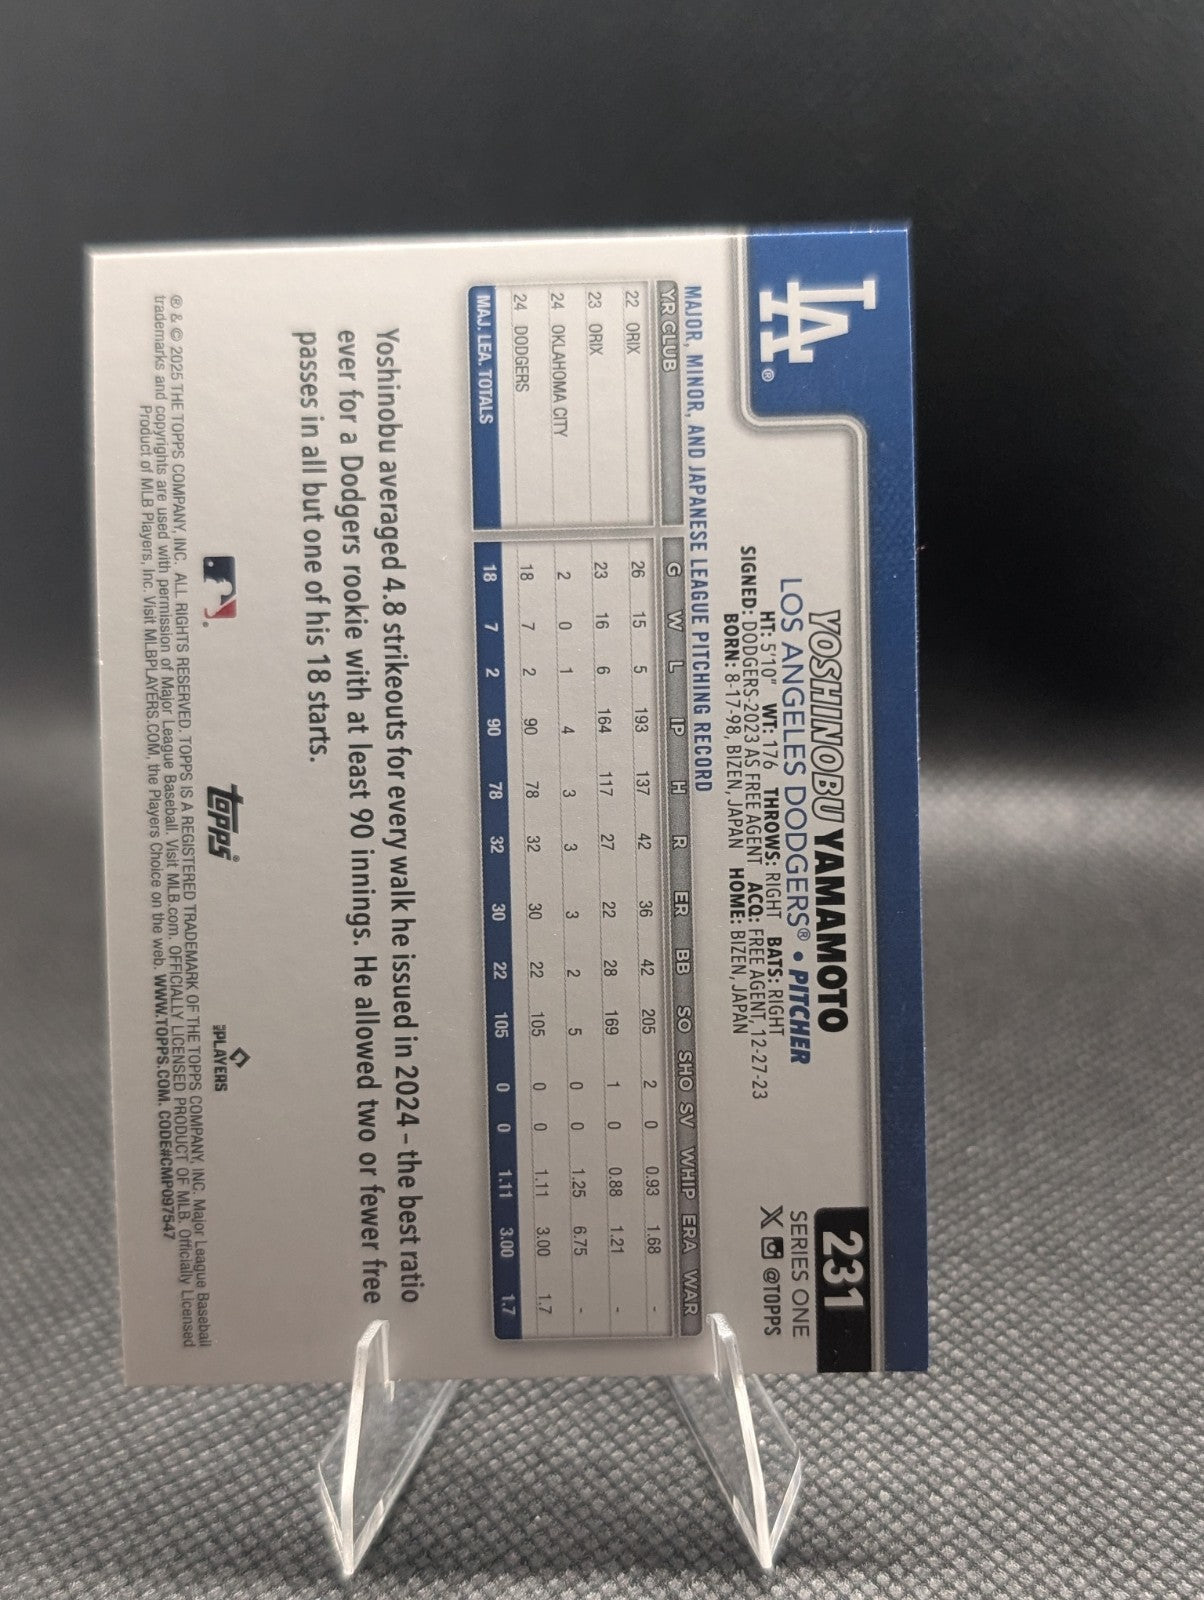 LA®
231
YOSHINOBU YAMAMOTO
LOS ANGELES DODGERS® • PITCHER
SERIES ONE
@TOPPS
HT: 5'10" WT: 176 THROWS: RIGHT BATS: RIGHT
SIGNED: DODGERS-2023 AS FREE AGENT ACQ: FREE AGENT, 12-27-23
BORN: 8-17-98, BIZEN, JAPAN HOME: BIZEN, JAPAN
MAJOR, MINOR, AND JAPANESE LEAGUE PITCHING RECORD
YR CLUB G W L IP H R ER BB SO SHO SV WHIP ERA WAR
22 ORIX 26 15 5 193 137 42 36 42 205 2 0 0.93 1.68 -
23 ORIX 23 16 6 164 117 27 22 28 169 1 0 0.88 1.21 -
24 OKLAHOMA CITY 2 0 1 4 3 3 3 2 5 0 0 1.25 6.75 -
24 DODGERS 18 7 2 90 78 32 30 22 105 0 0 1.11 3.00 1.7
MAJ. LEA. TOTALS 18 7 2 90 78 32 30 22 105 0 0 1.11 3.00 1.7
Yoshinobu averaged 4.8 strikeouts for every walk he issued in 2024 – the best ratio
ever for a Dodgers rookie with at least 90 innings. He allowed two or fewer free
passes in all but one of his 18 starts.
topps®
PLAYERS
® & © 2025 THE TOPPS COMPANY, INC. ALL RIGHTS RESERVED. TOPPS IS A REGISTERED TRADEMARK OF THE TOPPS COMPANY, INC. Major League Baseball
trademarks and copyrights are used with permission of Major League Baseball. Visit MLB.com. OFFICIALLY LICENSED PRODUCT OF MLB. Officially Licensed
Product of MLB Players, Inc. Visit MLBPLAYERS.COM, the Players Choice on the web. WWW.TOPPS.COM. CODE#CMP097547